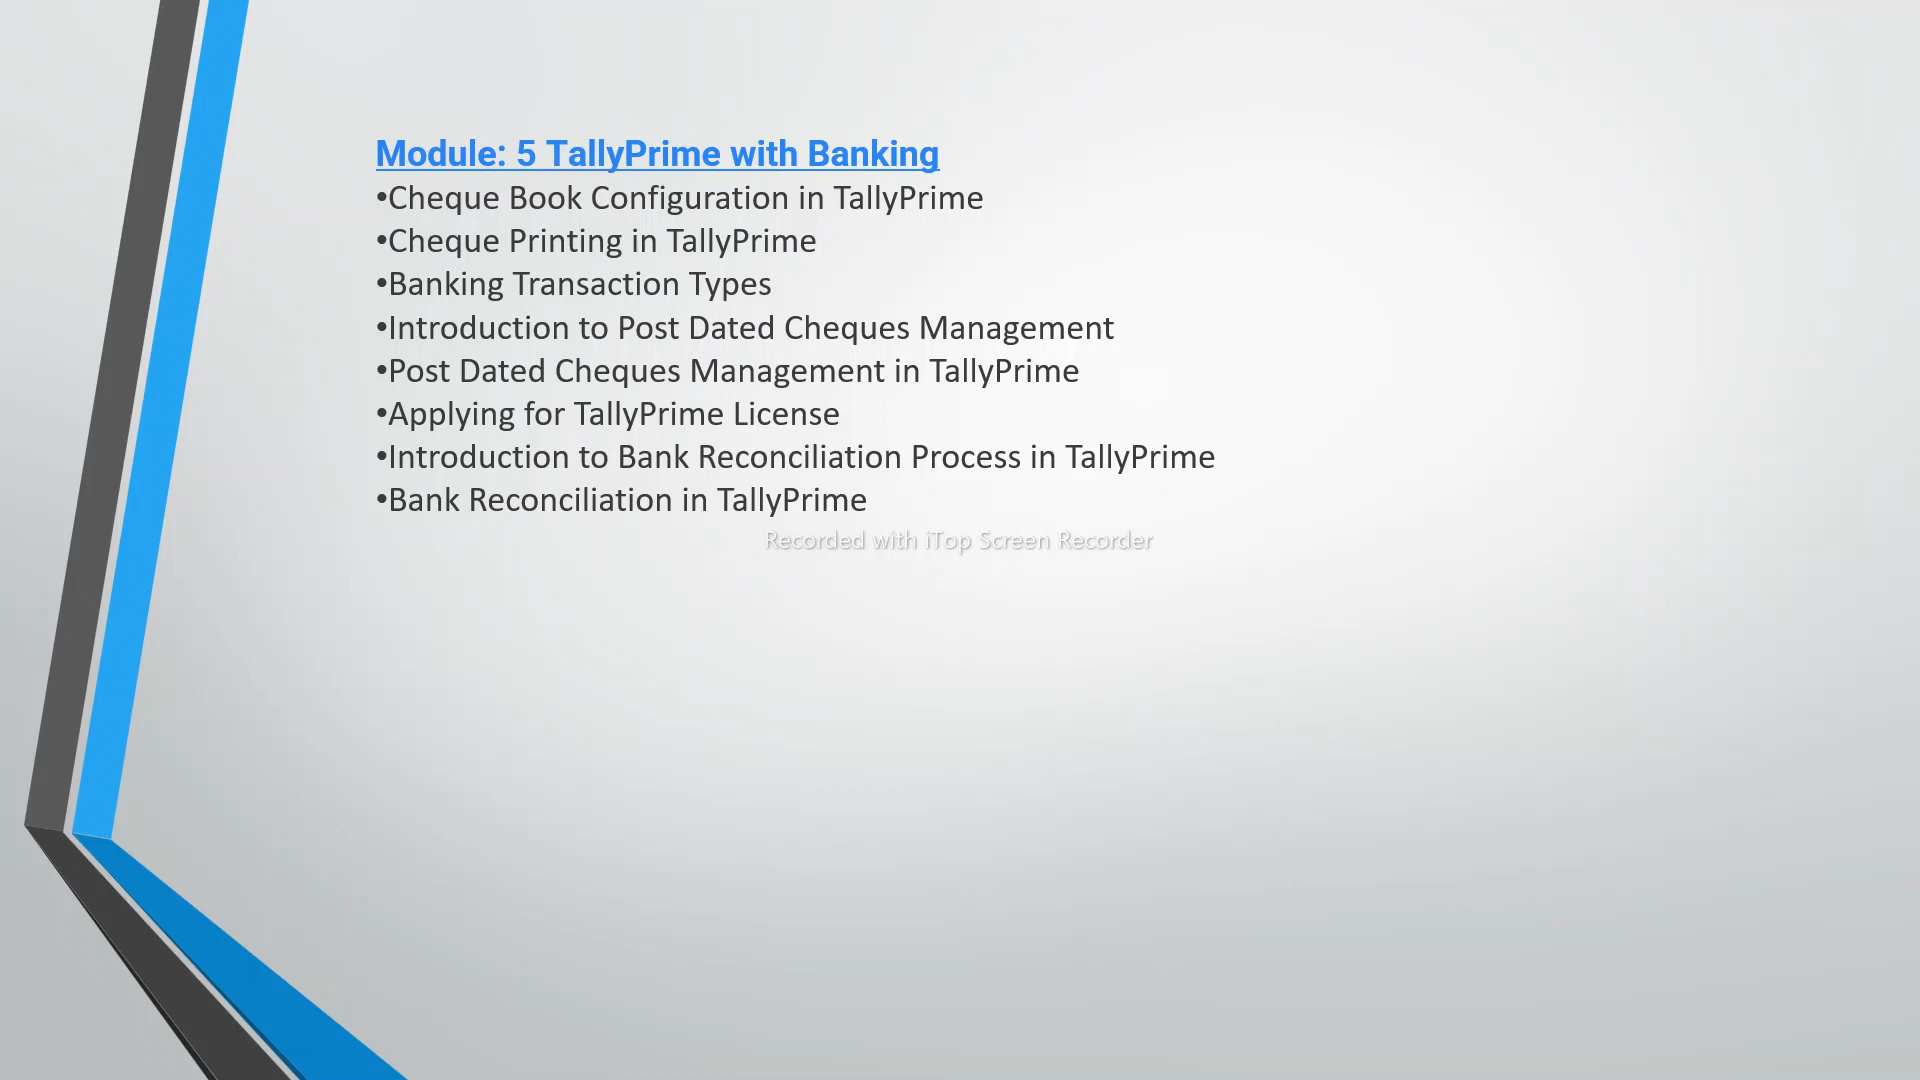 Module: 5 TallyPrime with Banking
•Cheque Book Configuration in TallyPrime
•Cheque Printing in TallyPrime
•Banking Transaction Types
•Introduction to Post Dated Cheques Management
•Post Dated Cheques Management in TallyPrime
•Applying for TallyPrime License
•Introduction to Bank Reconciliation Process in TallyPrime
•Bank Reconciliation in TallyPrime
Recorded with iTop Screen Recorder